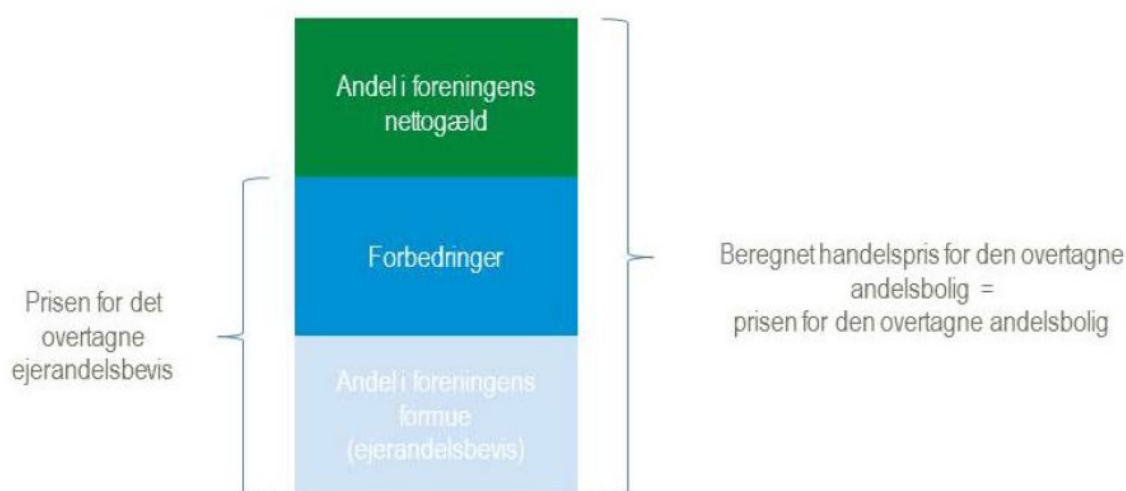 Andel i foreningens
nettogæld
Forbedringer
Andel i foreningens
formue
(ejerandelsbevis)
Prisen for det
overtagne
ejerandelsbevis
Beregnet handelspris for den overtagne
andelsbolig =
prisen for den overtagne andelsbolig